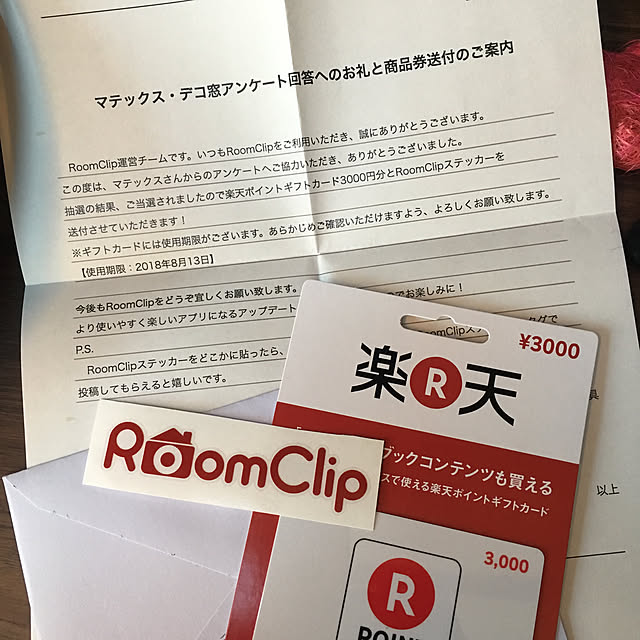 マテックス・デコ窓アンケート回答へのお礼と商品券送付のご案内
RoomClip運営チームです。いつもRoomClipをご利用いただき、誠にありがとうございます。
この度は、マテックスさんからのアンケートへご協力いただき、ありがとうございました。
抽選の結果、ご当選されましたので楽天ポイントギフトカード3000円分とRoomClipステッカーを
送付させていただきます！
※ギフトカードには使用期限がございます。あらかじめご確認いただけますよう、よろしくお願い致します。
【使用期限：2018年8月13日】
今後もRoomClipをどうぞ宜しくお願い致します。
より使いやすく楽しいアプリになるアップデート でお楽しみに！
P.S.
RoomClipステッカーをどこかに貼ったら、
投稿してもらえると嬉しいです。
以上
¥3000
楽R天
ブックコンテンツも買える
スで使える楽天ポイントギフトカード
RoomClip
3,000
R
POINT